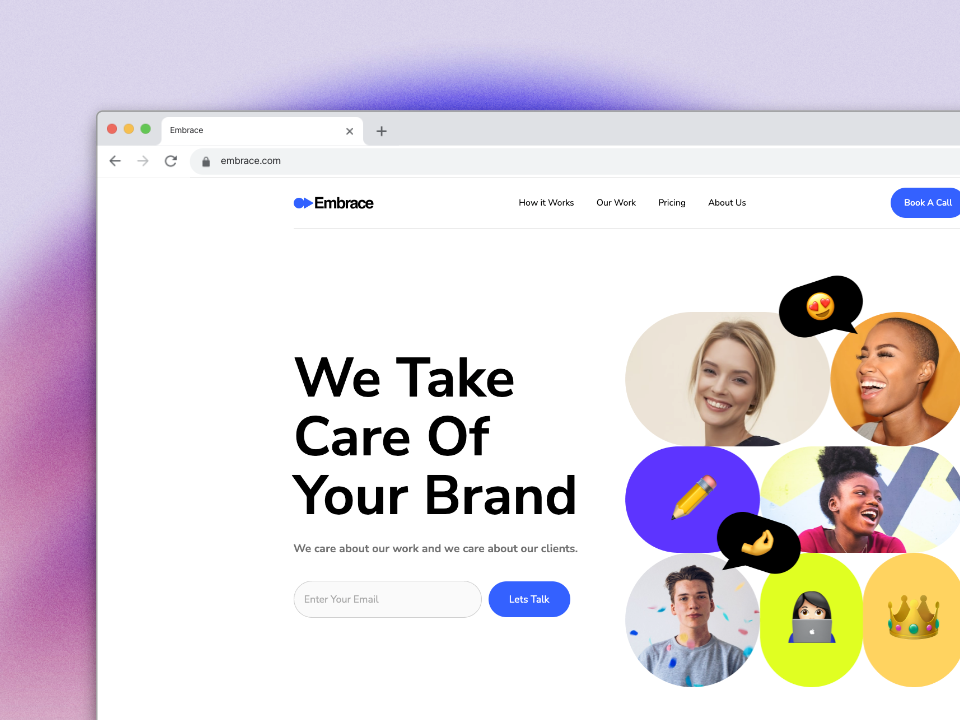 Embrace
embrace.com
Embrace
How it Works
Our Work
Pricing
About Us
Book A Call
We Take
Care Of
Your Brand
We care about our work and we care about our clients.
Enter Your Email
Lets Talk